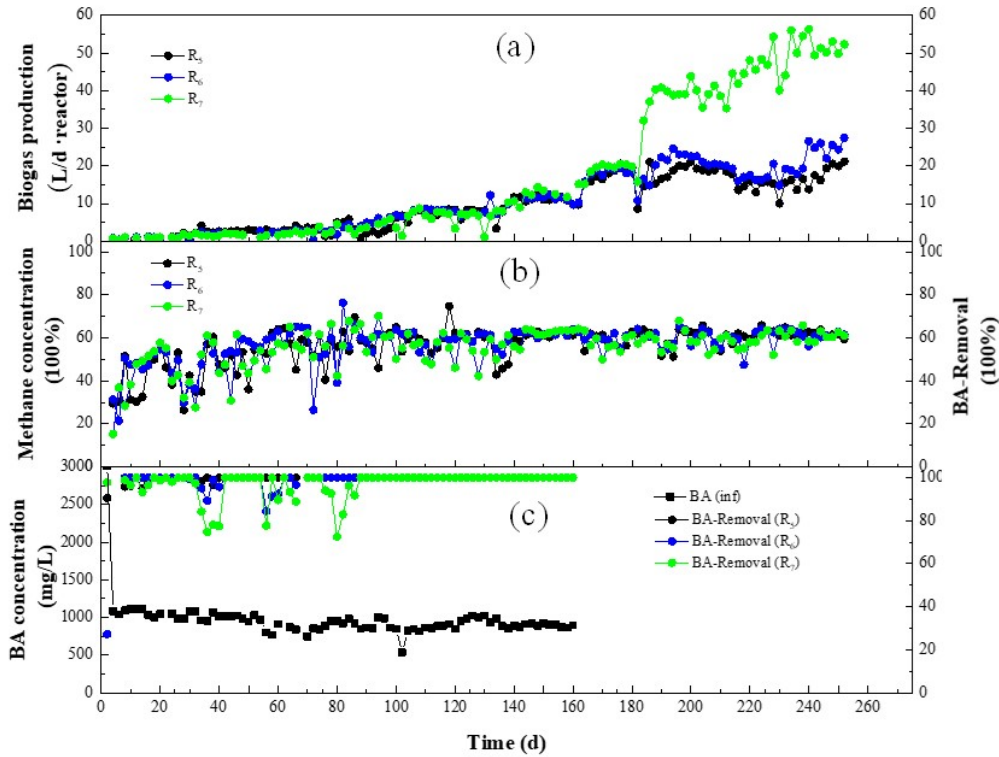 (a)
Biogas production
(L/d ·reactor)
60
50
40
30
20
10
0
R5
R6
R7
60
50
40
30
20
10
0
(b)
Methane concentration
(100%)
100
80
60
40
20
0
R5
R6
R7
100
80
60
40
20
0
BA-Removal
(100%)
(c)
BA concentration
(mg/L)
3000
2500
2000
1500
1000
500
0
BA (inf)
BA-Removal (R5)
BA-Removal (R6)
BA-Removal (R7)
100
80
60
40
20
0
0 20 40 60 80 100 120 140 160 180 200 220 240 260
Time (d)